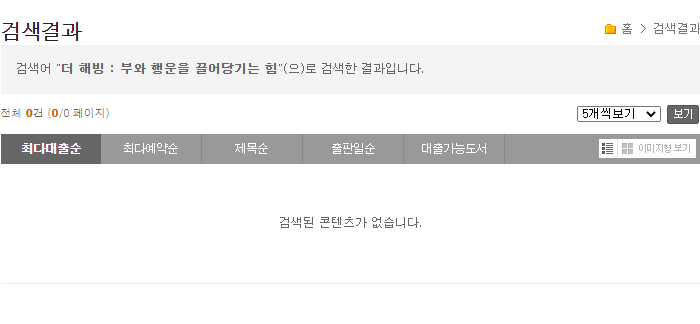 검색결과
홈 > 검색결과
검색어 "더 해빙 : 부와 행운을 끌어당기는 힘"(으)로 검색한 결과입니다.
전체 0건 (0/0 페이지)
5개씩보기 보기
최다대출순 최다예약순 제목순 출판일순 대출가능도서 이미지형 보기
검색된 콘텐츠가 없습니다.